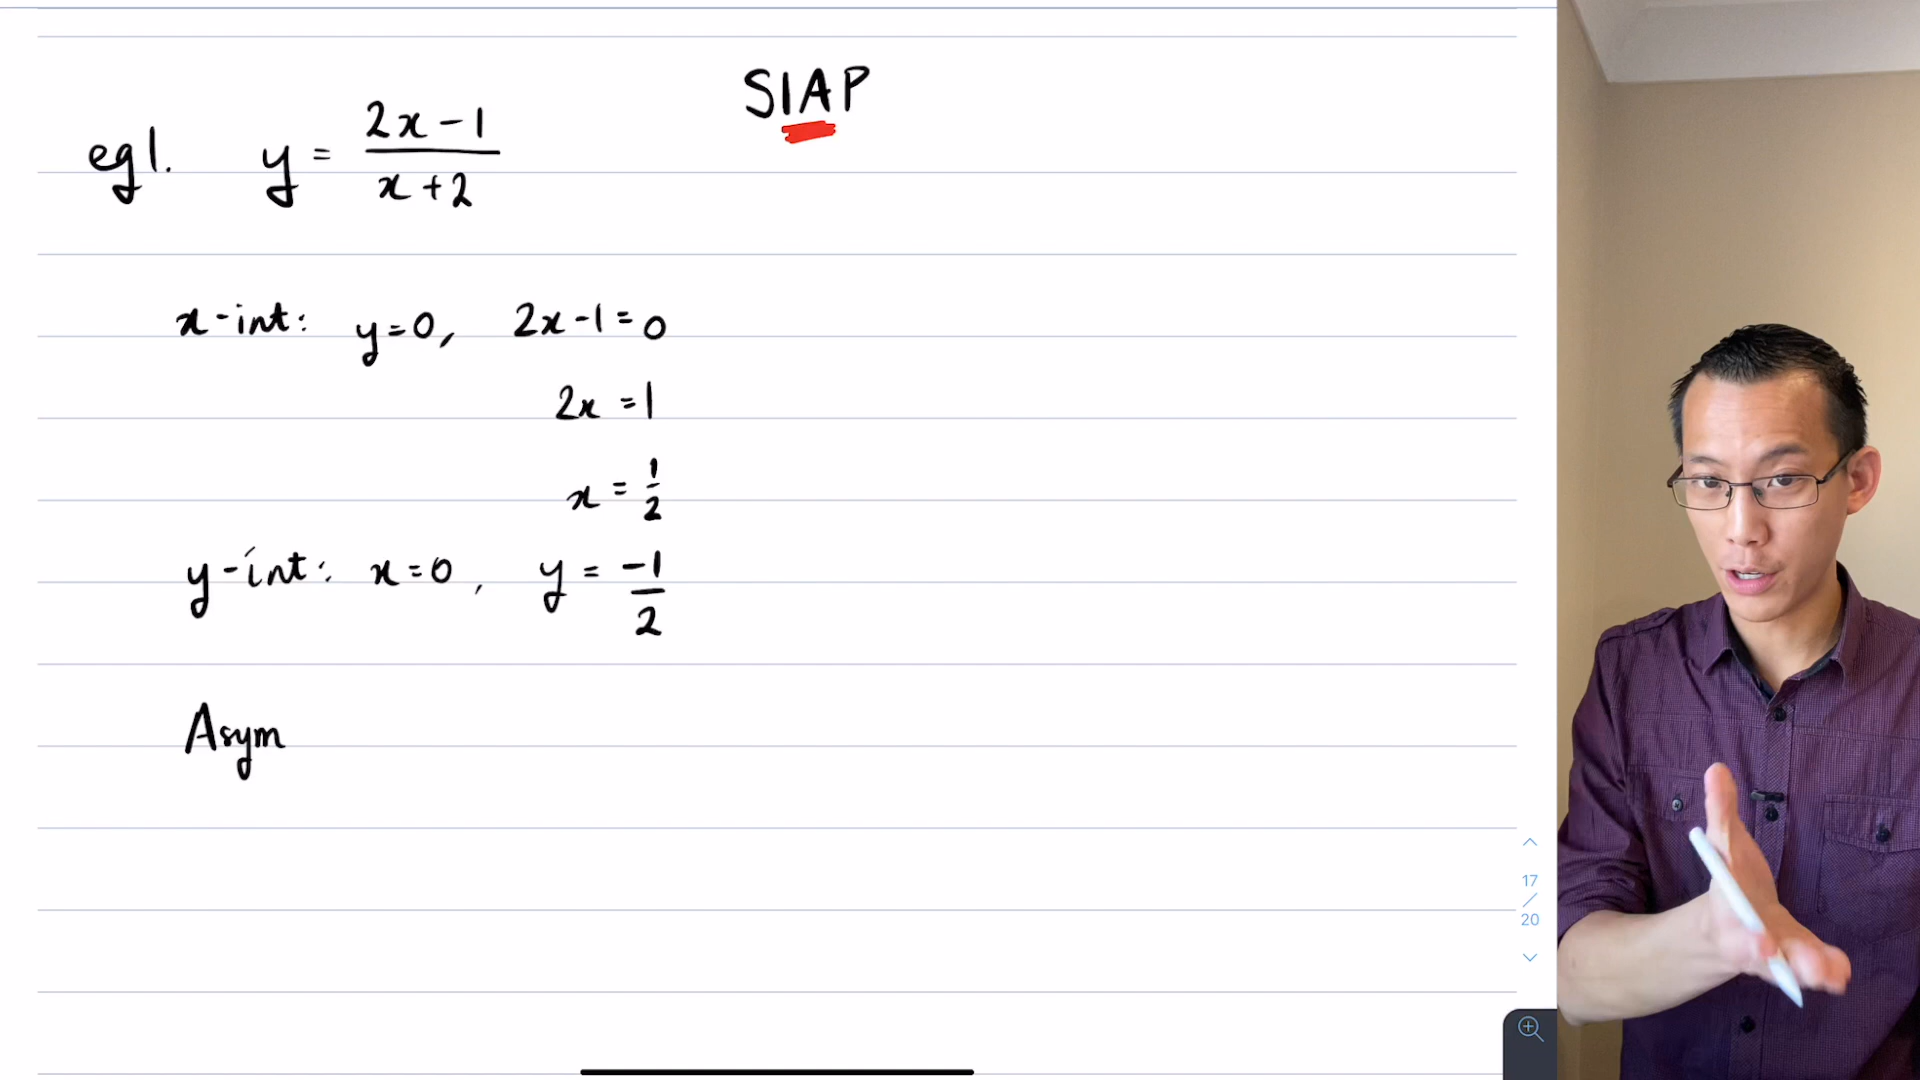 SIAP
eg1. y = 2x-1 / x+2
x-int: y=0, 2x-1=0
2x=1
x = 1/2
y-int: x=0, y = -1/2
Asym
17
/
20